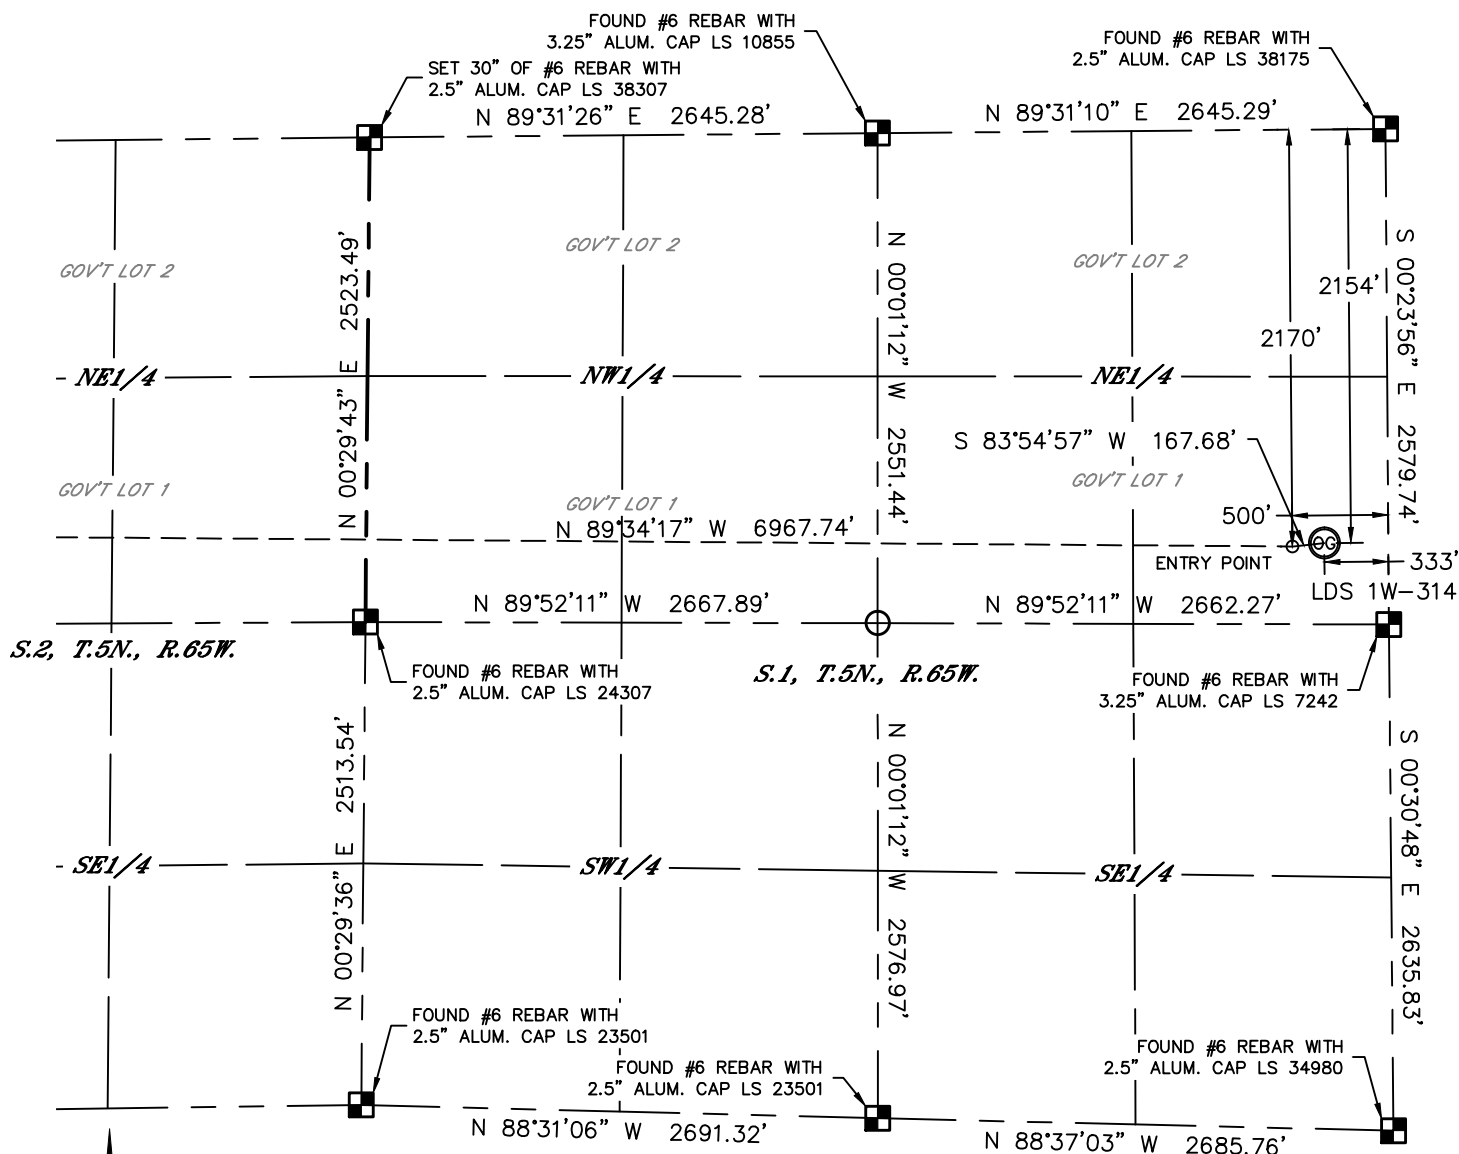 FOUND #6 REBAR WITH
3.25” ALUM. CAP LS 10855
FOUND #6 REBAR WITH
2.5” ALUM. CAP LS 38175
SET 30” OF #6 REBAR WITH
2.5” ALUM. CAP LS 38307
N 89°31'26” E 2645.28'
N 89°31'10” E 2645.29'
GOV'T LOT 2
GOV'T LOT 2
GOV'T LOT 2
N 00°29'43” E 2523.49'
N 00°01'12” W 2551.44'
S 00°23'56” E 2579.74'
2154'
2170'
NE1/4
NW1/4
NE1/4
S 83°54'57” W 167.68'
GOV'T LOT 1
GOV'T LOT 1
GOV'T LOT 1
N 89°34'17” W 6967.74'
500'
OG
ENTRY POINT
333'
LDS 1W-314
N 89°52'11” W 2667.89'
N 89°52'11” W 2662.27'
S.2, T.5N., R.65W.
S.1, T.5N., R.65W.
FOUND #6 REBAR WITH
2.5” ALUM. CAP LS 24307
FOUND #6 REBAR WITH
3.25” ALUM. CAP LS 7242
N 00°29'36” E 2513.54'
N 00°01'12” W 2576.97'
S 00°30'48” E 2635.83'
SE1/4
SW1/4
SE1/4
FOUND #6 REBAR WITH
2.5” ALUM. CAP LS 23501
FOUND #6 REBAR WITH
2.5” ALUM. CAP LS 23501
FOUND #6 REBAR WITH
2.5” ALUM. CAP LS 34980
N 88°31'06” W 2691.32'
N 88°37'03” W 2685.76'